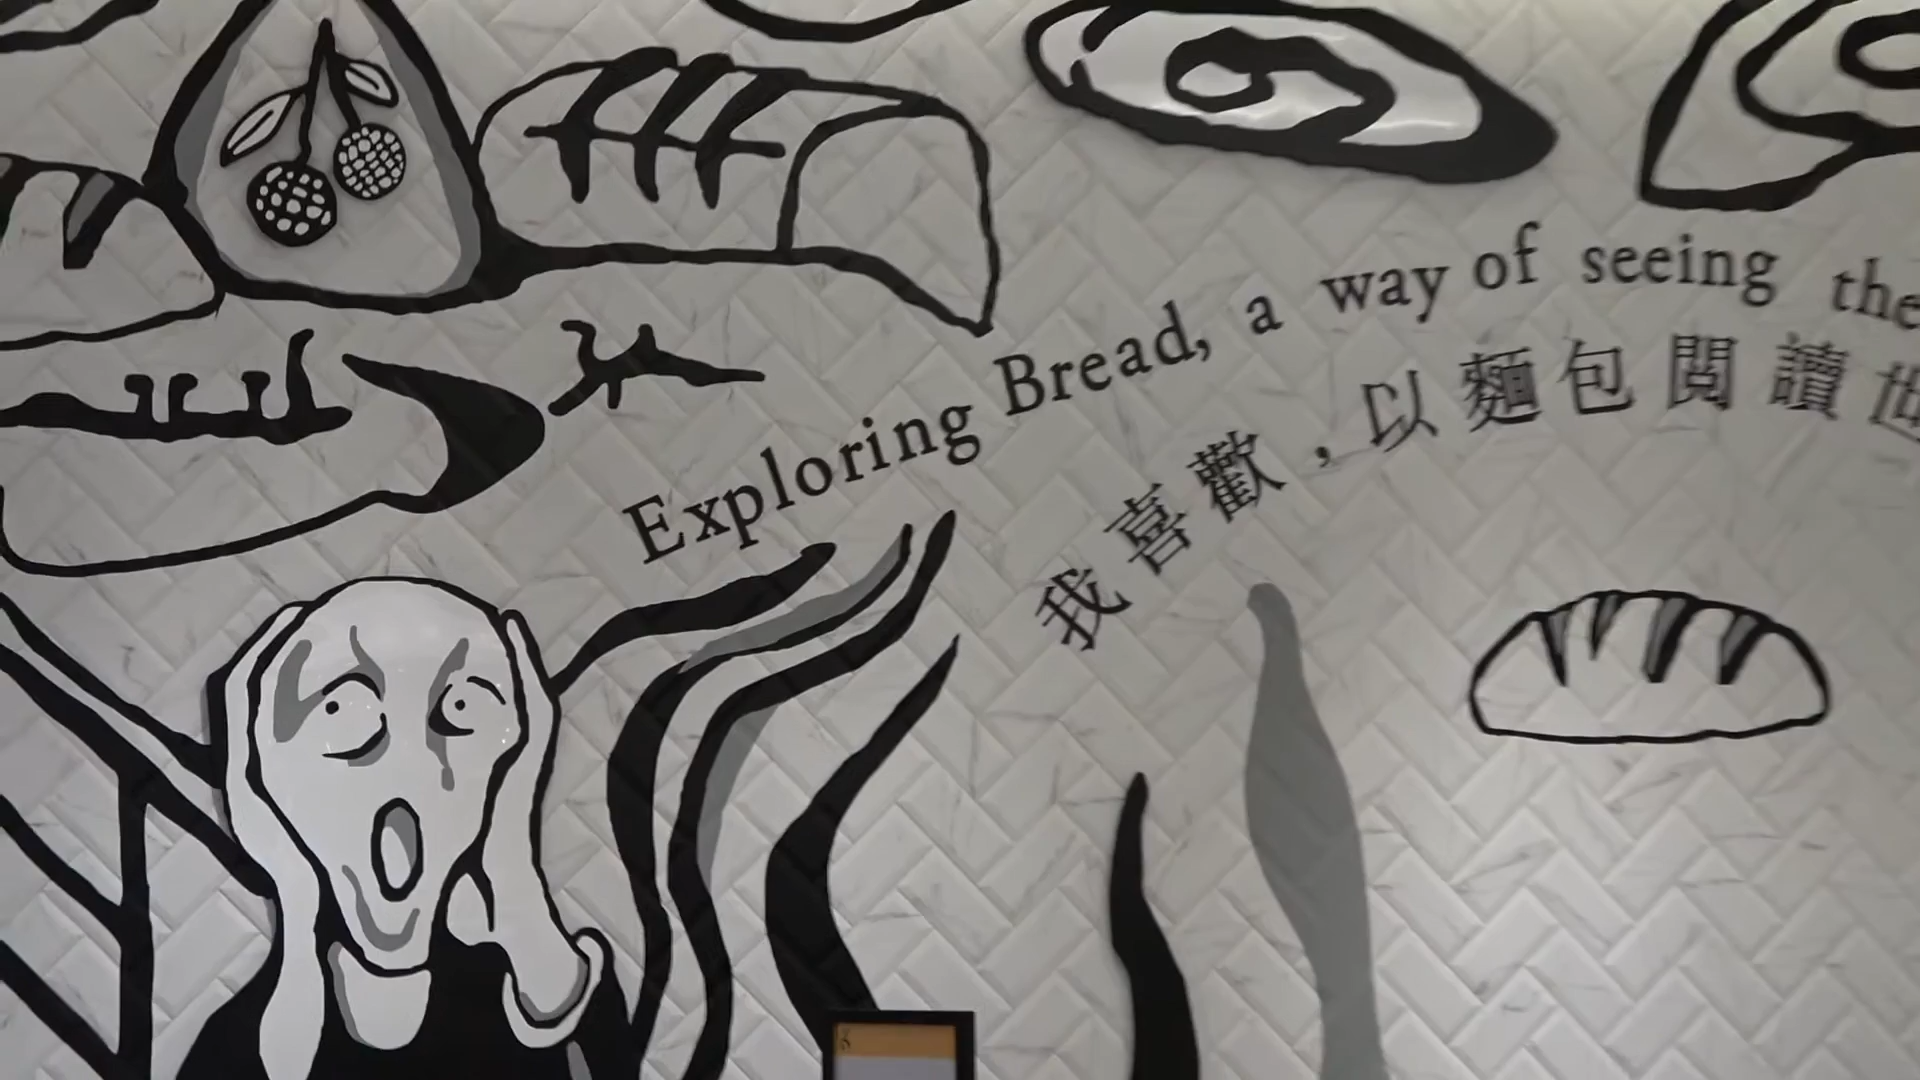 Exploring Bread, a way of seeing the
我喜歡，以麵包閱讀世